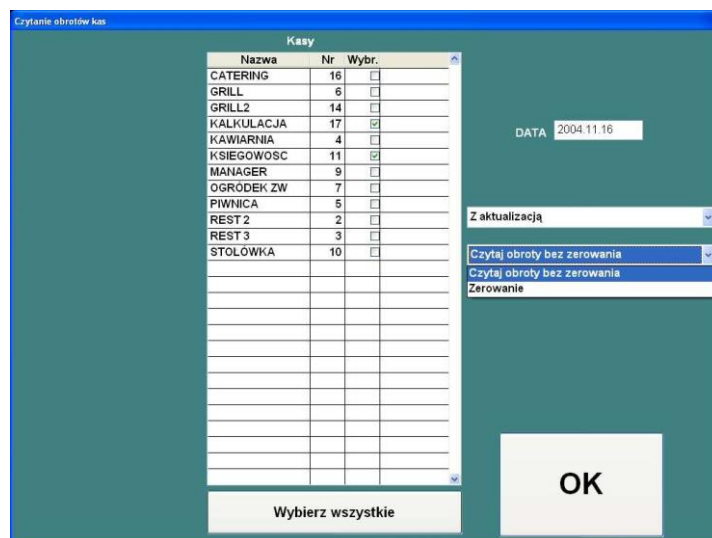 Czytanie obrotów kas
Kasy
Nazwa Nr Wybr.
CATERING 16
GRILL 6
GRILL2 14
KALKULACJA 17
KAWIARNIA 4
KSIEGOWOSC 11
MANAGER 9
OGRÓDEK ZW 7
PIWNICA 5
REST 2 2
REST 3 3
STOŁÓWKA 10
Wybierz wszystkie
DATA 2004.11.16
Z aktualizacją
Czytaj obroty bez zerowania
Czytaj obroty bez zerowania
Zerowanie
OK